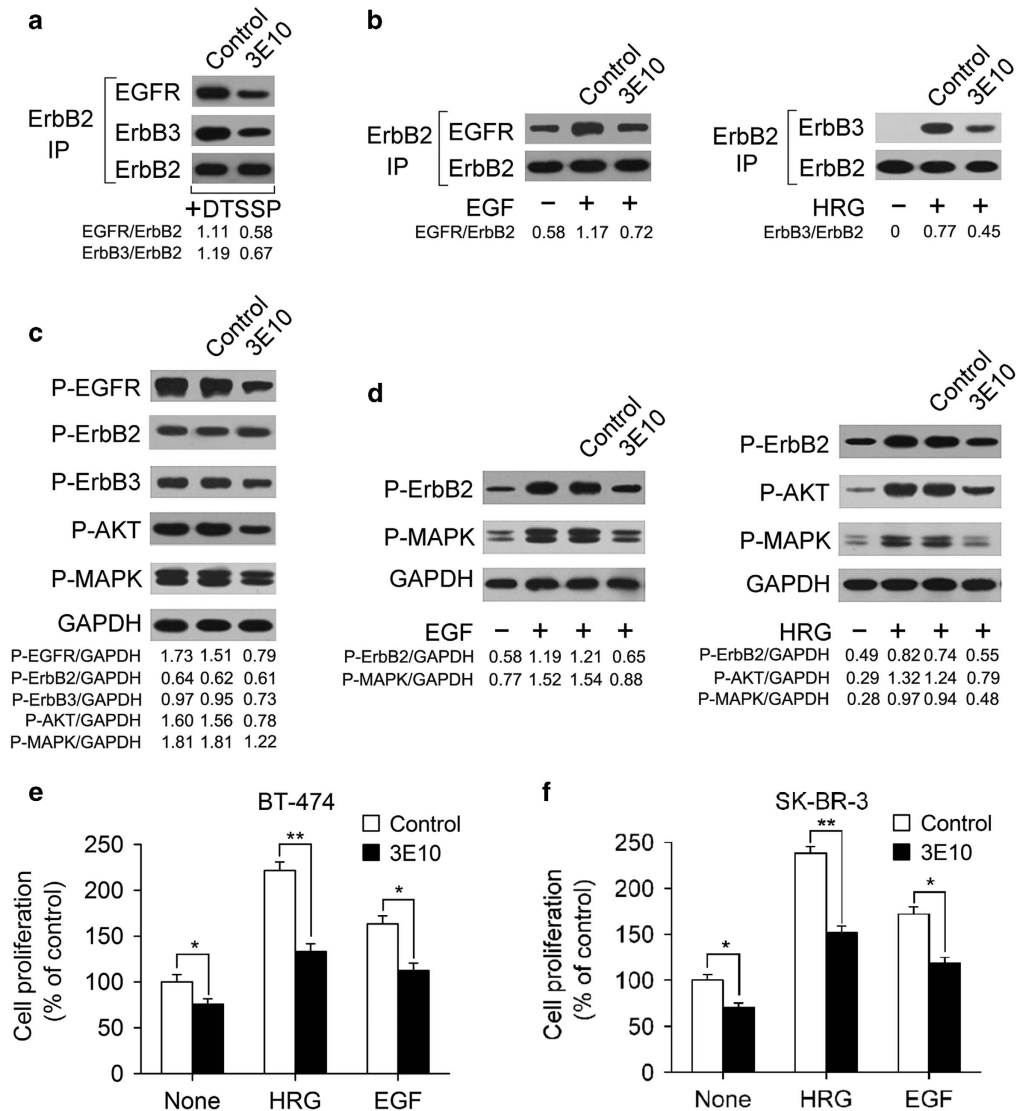 a
Control
3E10
ErbB2
IP
EGFR
ErbB3
ErbB2
+DTSSP
EGFR/ErbB2 1.11 0.58
ErbB3/ErbB2 1.19 0.67
b
Control
3E10
ErbB2
IP
EGFR
ErbB2
EGF − + +
EGFR/ErbB2 0.58 1.17 0.72
Control
3E10
ErbB2
IP
ErbB3
ErbB2
HRG − + +
ErbB3/ErbB2 0 0.77 0.45
c
Control
3E10
P-EGFR
P-ErbB2
P-ErbB3
P-AKT
P-MAPK
GAPDH
P-EGFR/GAPDH 1.73 1.51 0.79
P-ErbB2/GAPDH 0.64 0.62 0.61
P-ErbB3/GAPDH 0.97 0.95 0.73
P-AKT/GAPDH 1.60 1.56 0.78
P-MAPK/GAPDH 1.81 1.81 1.22
d
Control
3E10
P-ErbB2
P-MAPK
GAPDH
EGF − + + +
P-ErbB2/GAPDH 0.58 1.19 1.21 0.65
P-MAPK/GAPDH 0.77 1.52 1.54 0.88
Control
3E10
P-ErbB2
P-AKT
P-MAPK
GAPDH
HRG − + + +
P-ErbB2/GAPDH 0.49 0.82 0.74 0.55
P-AKT/GAPDH 0.29 1.32 1.24 0.79
P-MAPK/GAPDH 0.28 0.97 0.94 0.48
e
BT-474
Control
3E10
Cell proliferation
(% of control)
250
200
150
100
50
0
*
**
*
None HRG EGF
f
SK-BR-3
Control
3E10
Cell proliferation
(% of control)
250
200
150
100
50
0
*
**
*
None HRG EGF